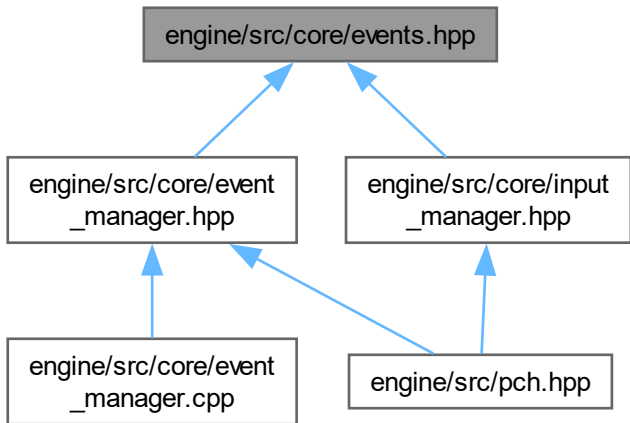 engine/src/core/events.hpp
engine/src/core/event
_manager.hpp
engine/src/core/input
_manager.hpp
engine/src/core/event
_manager.cpp
engine/src/pch.hpp